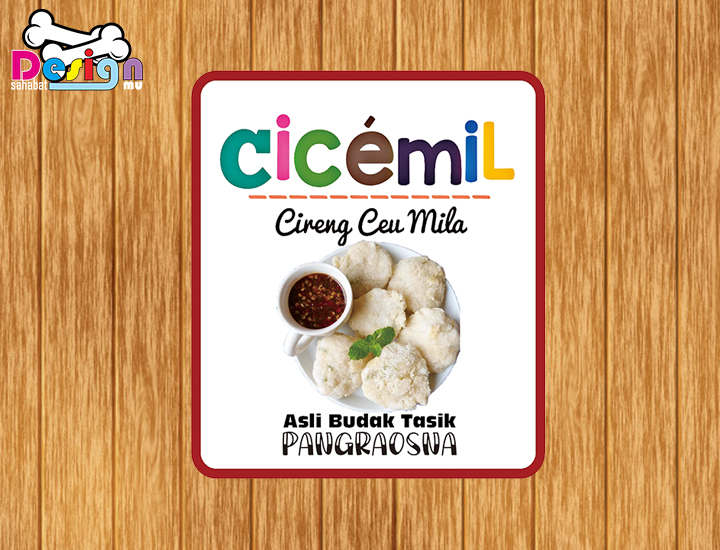 Design
sahabat mu
cicémiL
Cireng Ceu Mila
Asli Budak Tasik
PANGRAOSNA